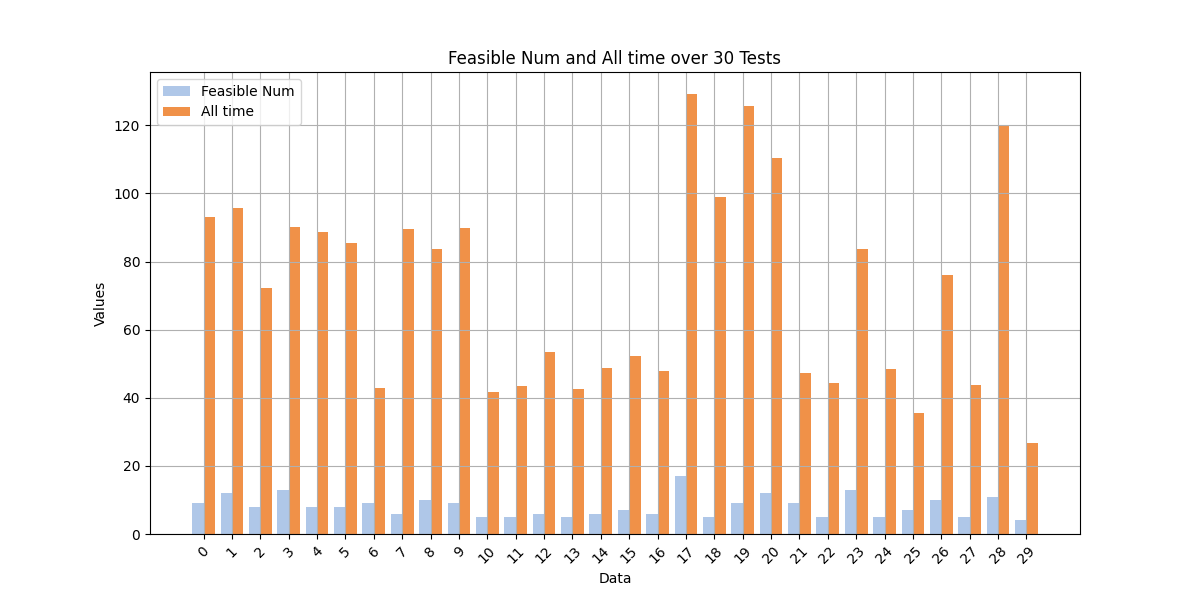 Feasible Num and All time over 30 Tests
Feasible Num
All time
120
100
80
60
40
20
0
Values
0 1 2 3 4 5 6 7 8 9 10 11 12 13 14 15 16 17 18 19 20 21 22 23 24 25 26 27 28 29
Data